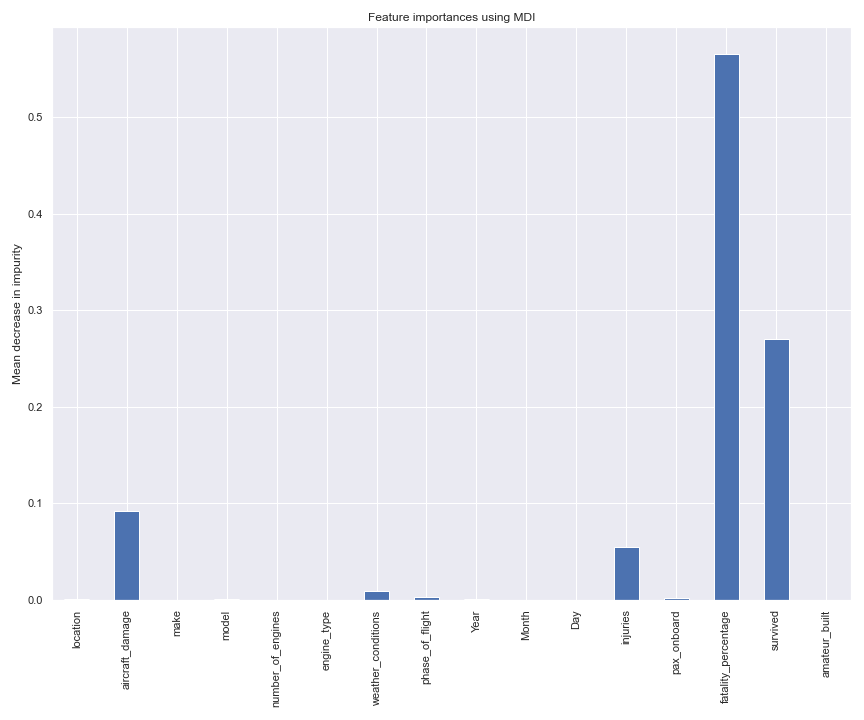 Feature importances using MDI
Mean decrease in impurity
0.5
0.4
0.3
0.2
0.1
0.0
location
aircraft_damage
make
model
number_of_engines
engine_type
weather_conditions
phase_of_flight
Year
Month
Day
injuries
pax_onboard
fatality_percentage
survived
amateur_built